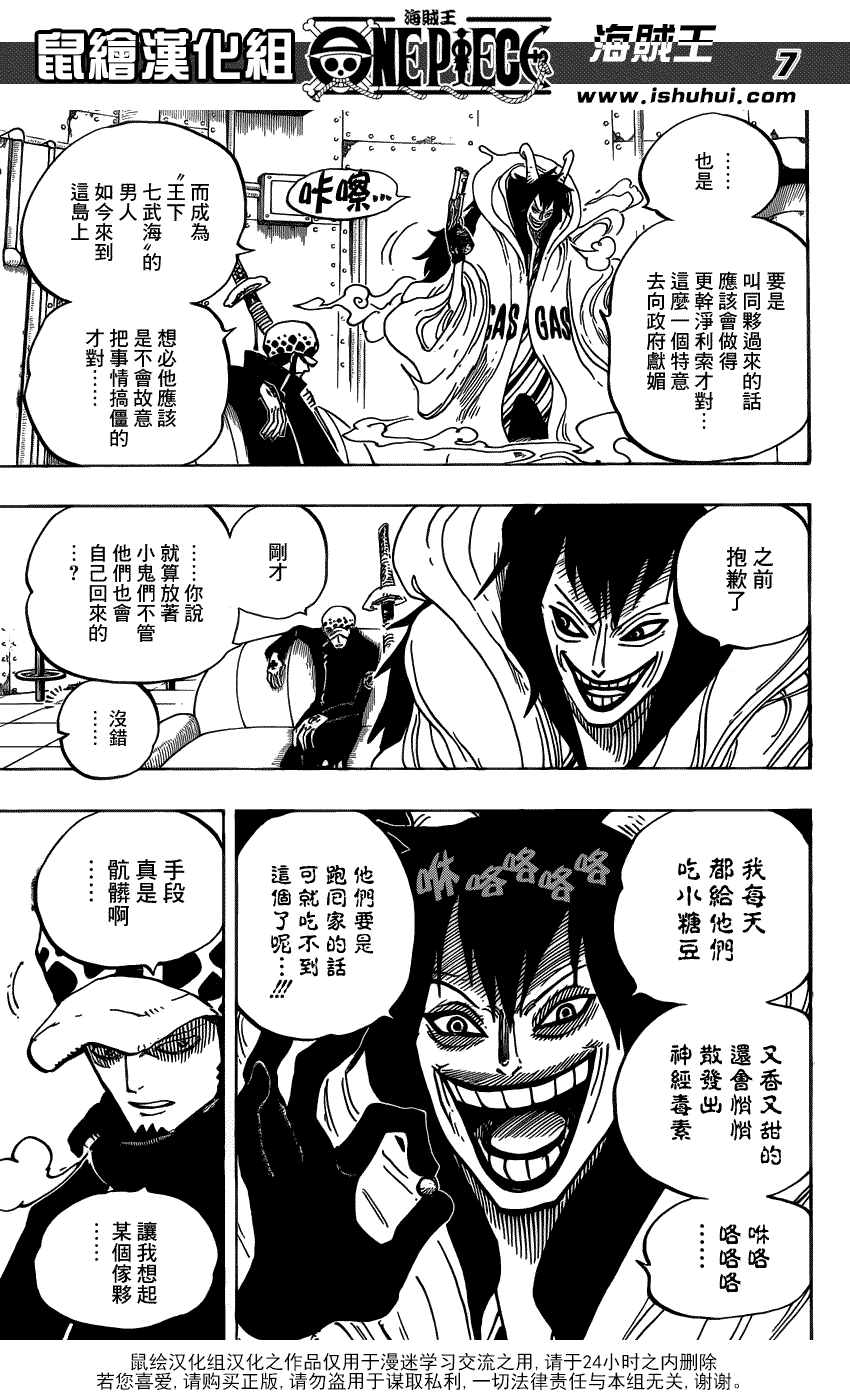 鼠繪漢化組
海賊王
ONE PIECE
海賊王
7
www.ishuhui.com
……
也是
要是
叫同夥過來的話
應該會做得
更幹淨利索才對…
這麼一個特意
去向政府獻媚
咔嚓…
GAS GAS
而成為
“王下
七武海”的
男人
如今來到
這島上
想必他應該
是不會故意
把事情搞僵的
才對……
之前
抱歉了
剛才
……你說
就算放著
小鬼們不管
他們也會
自己回來的
…?
沒錯
……
我每天
都給他們
吃小糖
豆
咻咯咯咯咯
又香又甜的
還會悄悄
散發出
神經毒素
咻咯
咯咯咯
……
他們要是
跑回家的話
可就吃不到
這個了呢…!!!
手段
真是
骯髒啊
……
讓我想起
某個傢夥
……
鼠绘汉化组汉化之作品仅用于漫迷学习交流之用, 请于24小时之内删除
若您喜爱, 请购买正版, 请勿盗用于谋取私利, 一切法律责任与本组无关, 谢谢。